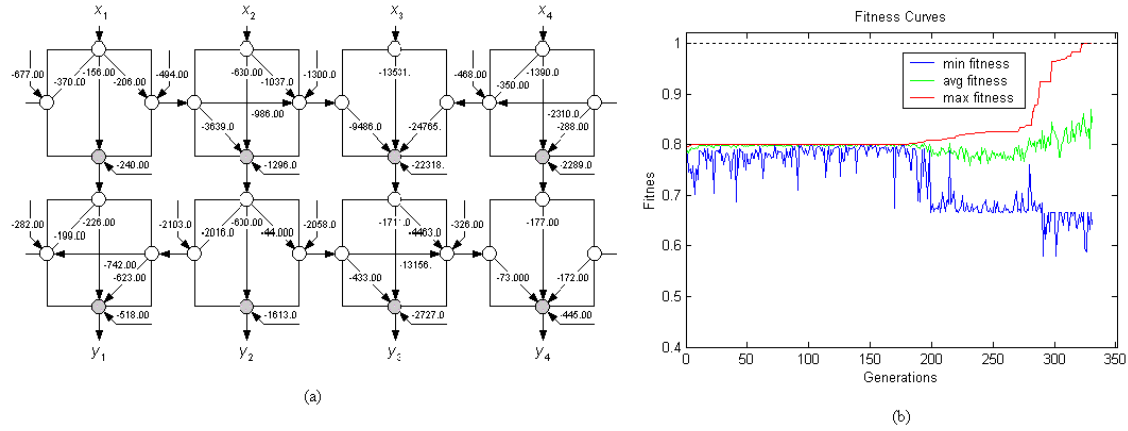 x1 x2 x3 x4
-677.00 -370.00 -156.00 -206.00 -494.00 -630.00 -1037.0 -1300.0 -13531. -468.00 -350.00 -1390.0
-3639.0 -986.00 -9486.0 -24765. -2310.0 -288.00
-240.00 -1296.0 -22318. -2289.0
-282.00 -199.00 -226.00 -2103.0 -2016.0 -600.00 -44.000 -2058.0 -1711.0 -4463.0 -326.00 -177.00
-742.00 -623.00 -13156. -433.00 -73.000 -172.00
-518.00 -1613.0 -2727.0 -445.00
y1 y2 y3 y4
(a)
Fitness Curves
min fitness
avg fitness
max fitness
1
0.9
0.8
0.7
0.6
0.5
0.4
Fitnes
0 50 100 150 200 250 300 350
Generations
(b)